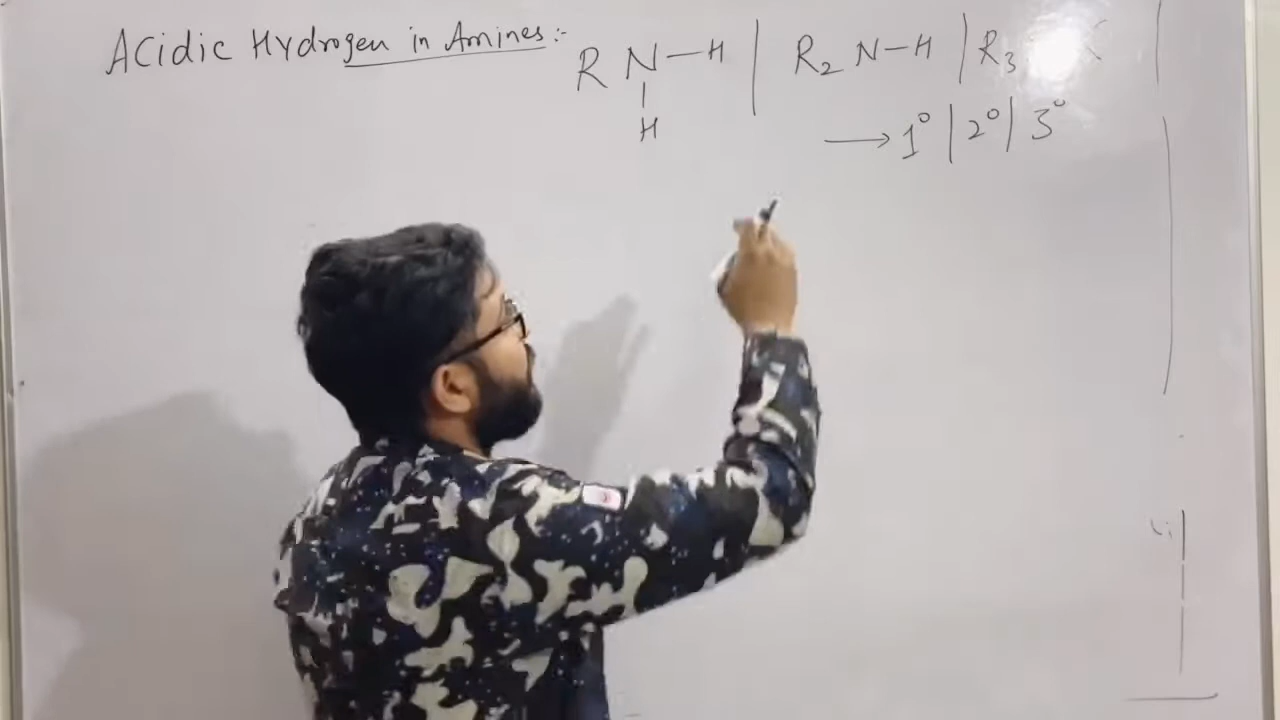 Acidic Hydrogen in Amines:-
R N-H | R2 N-H | R3
H
→ 1° | 2° | 3°